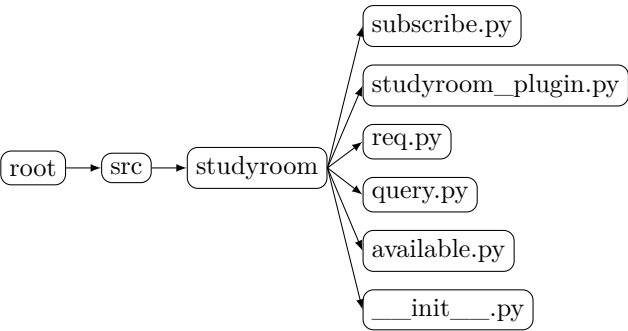 subscribe.py
studyroom_plugin.py
req.py
root
src
studyroom
query.py
available.py
__init__.py